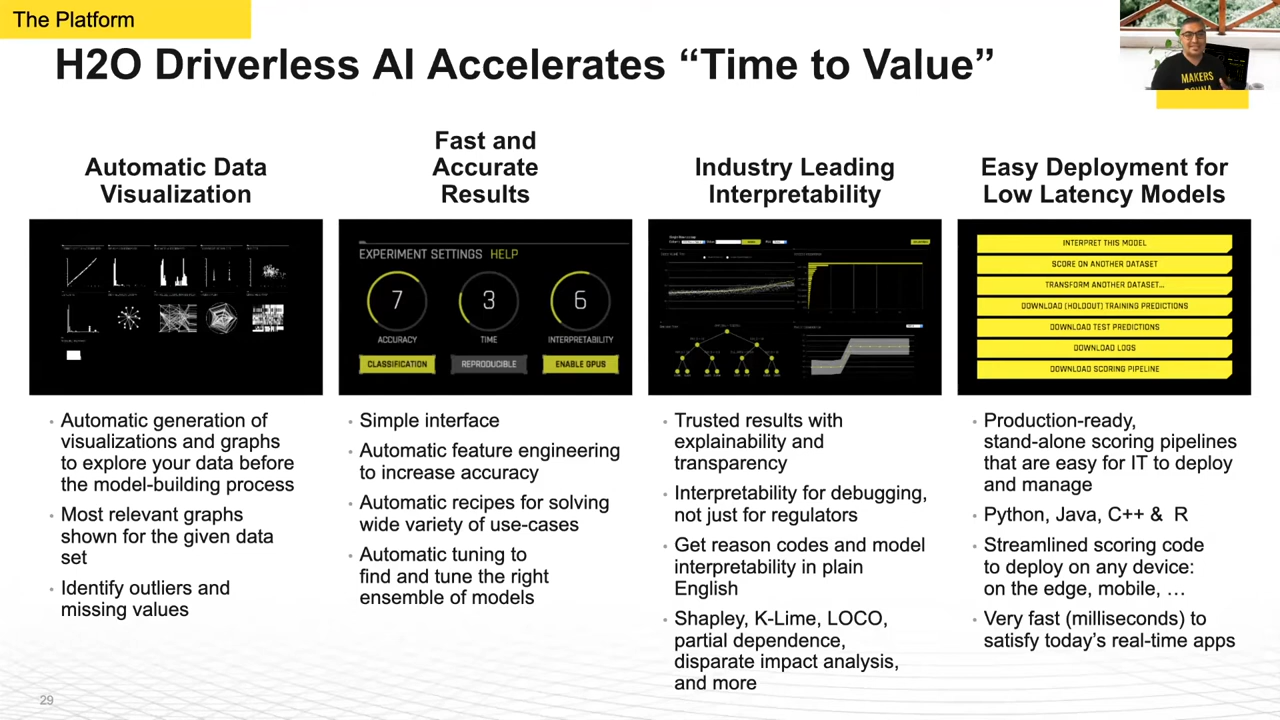 The Platform
H2O Driverless AI Accelerates “Time to Value”
MAKERS
GONNA
Automatic Data
Visualization
Automatic generation of
visualizations and graphs
to explore your data before
the model-building process
Most relevant graphs
shown for the given data
set
Identify outliers and
missing values
Fast and
Accurate
Results
EXPERIMENT SETTINGS HELP
7 3 6
ACCURACY TIME INTERPRETABILITY
CLASSIFICATION REPRODUCIBLE ENABLE GPUS
Simple interface
Automatic feature engineering
to increase accuracy
Automatic recipes for solving
wide variety of use-cases
Automatic tuning to
find and tune the right
ensemble of models
Industry Leading
Interpretability
Trusted results with
explainability and
transparency
Interpretability for debugging,
not just for regulators
Get reason codes and model
interpretability in plain
English
Shapley, K-Lime, LOCO,
partial dependence,
disparate impact analysis,
and more
Easy Deployment for
Low Latency Models
INTERPRET THIS MODEL
SCORE ON ANOTHER DATASET
TRANSFORM ANOTHER DATASET...
DOWNLOAD (HOLDOUT) TRAINING PREDICTIONS
DOWNLOAD TEST PREDICTIONS
DOWNLOAD LOGS
DOWNLOAD SCORING PIPELINE
Production-ready,
stand-alone scoring pipelines
that are easy for IT to deploy
and manage
Python, Java, C++ & R
Streamlined scoring code
to deploy on any device:
on the edge, mobile, …
Very fast (milliseconds) to
satisfy today’s real-time apps
29